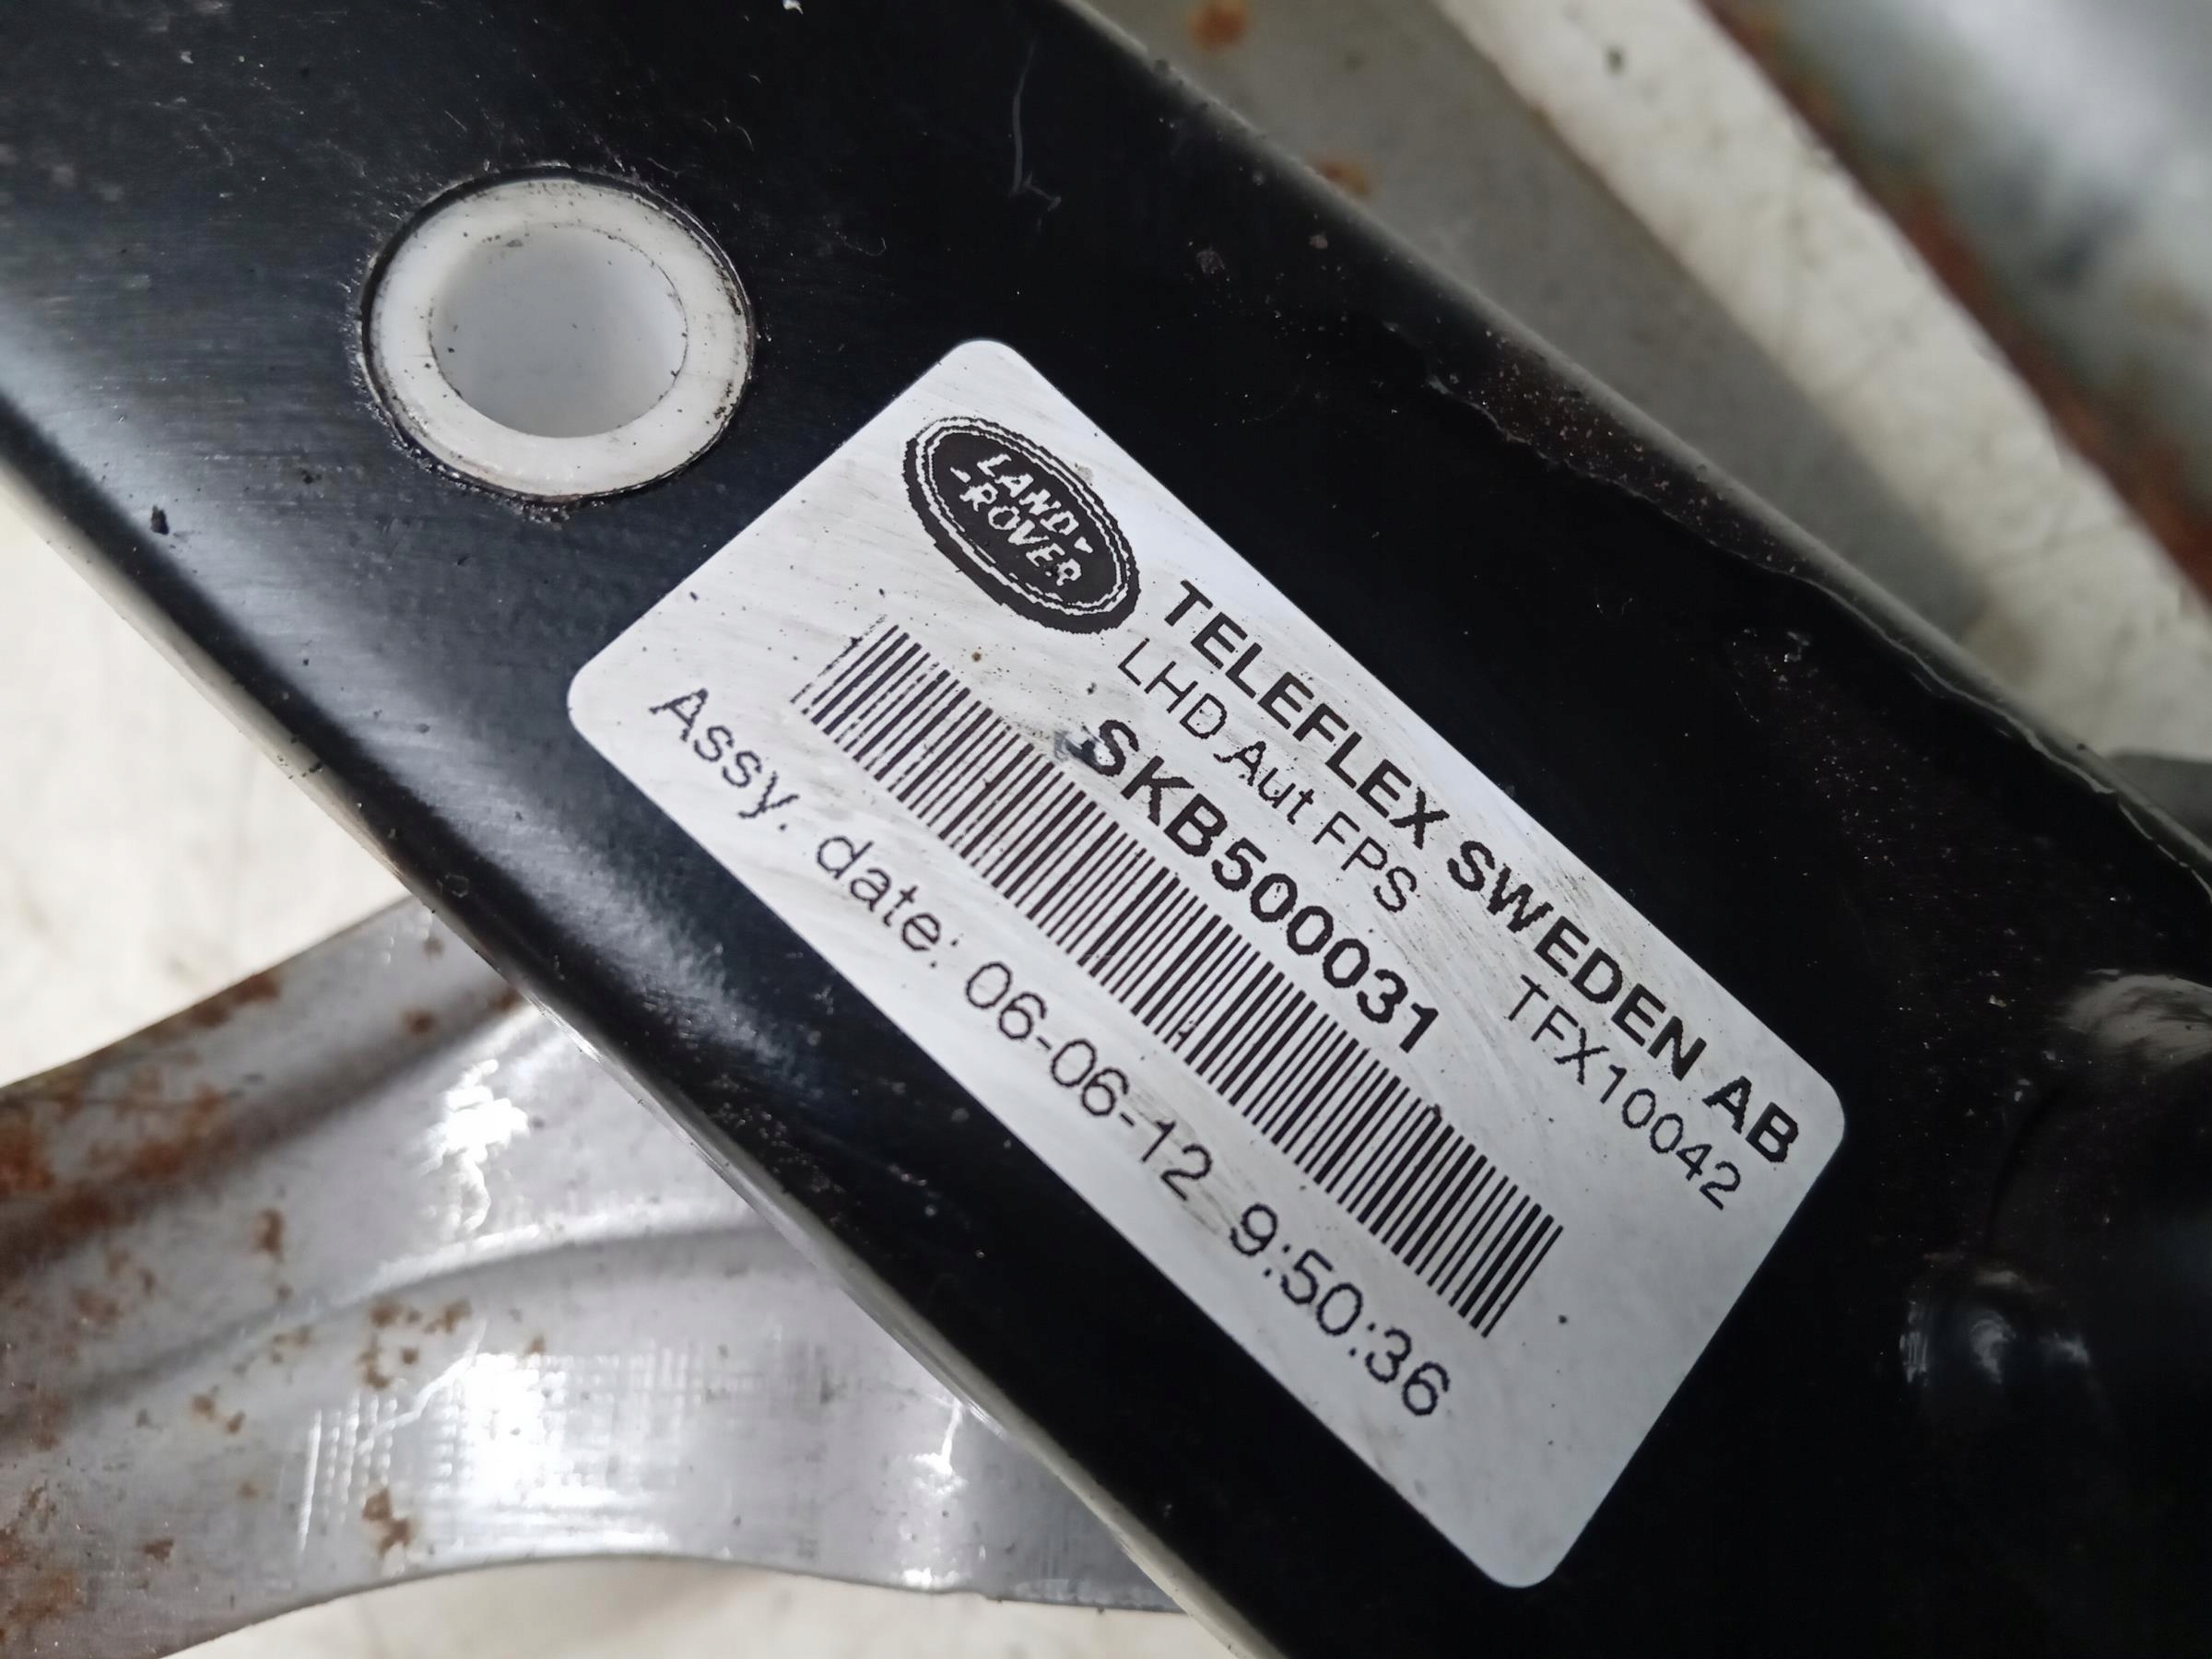 LAND
-ROVER
TELEFLEX SWEDEN AB
LHD Aut FPS TFX10042
SKB500031
Assy. date: 06-06-12 9:50:36